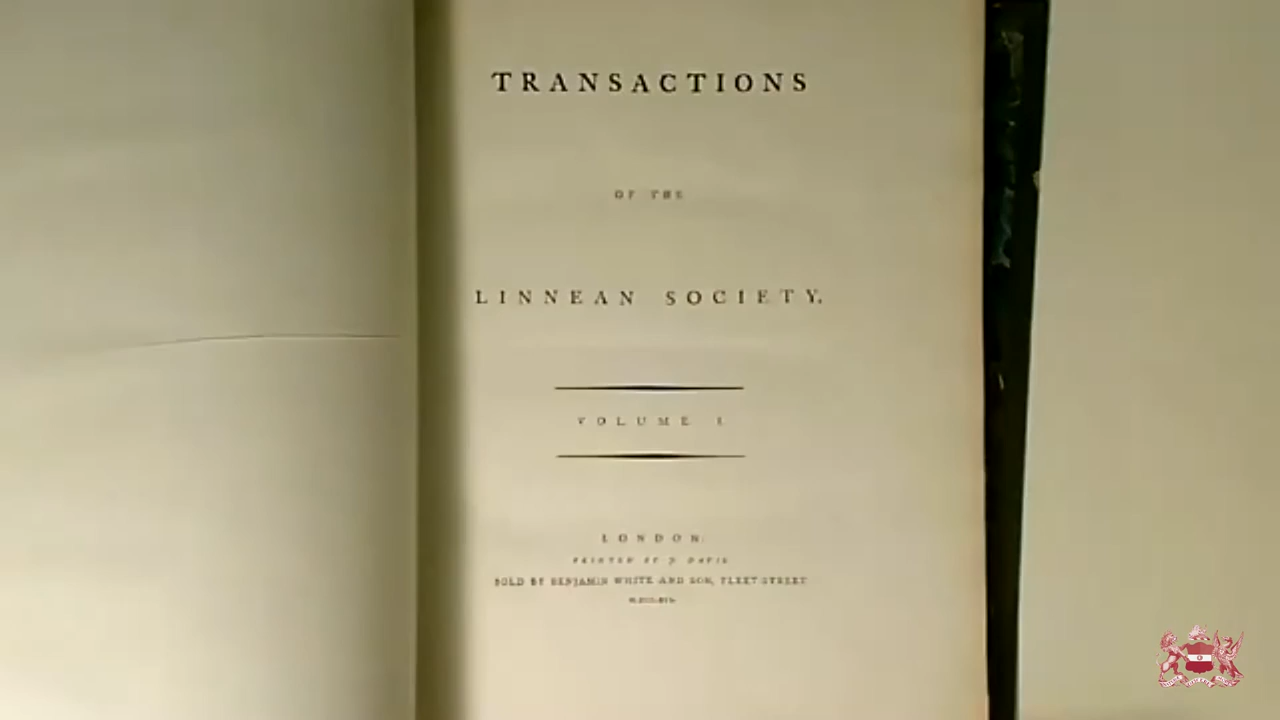 TRANSACTIONS
OF THE
LINNEAN SOCIETY.
VOLUME I
LONDON
PRINTED BY J. DAVIS
SOLD BY BENJAMIN WHITE AND SON, FLEET-STREET